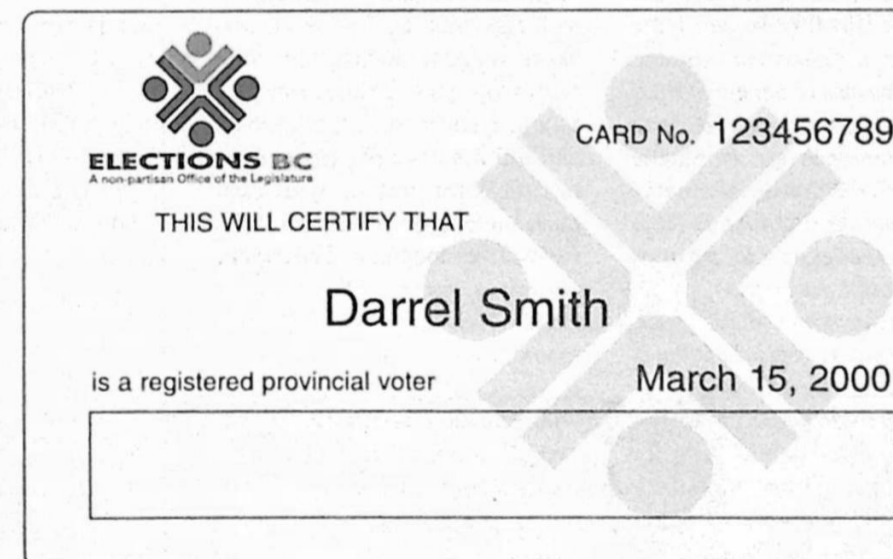 CARD No. 123456789
ELECTIONS BC
A non-partisan Office of the Legislature
THIS WILL CERTIFY THAT
Darrel Smith
is a registered provincial voter
March 15, 2000